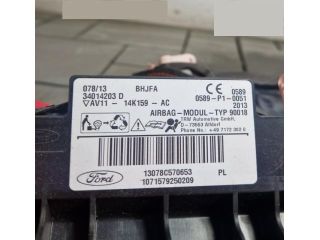 078/13 BHJFA 0589
34014203 D 0589-P1-0051
▽AV11 - 14K159 - AC 2013
AIRBAG-MODUL-TYP 90018
TRW Automotive GmbH.
D-73553 Alfdorf
Phone No.: +49 7172 302 0
Ford
13078C570653 PL
1071579250209